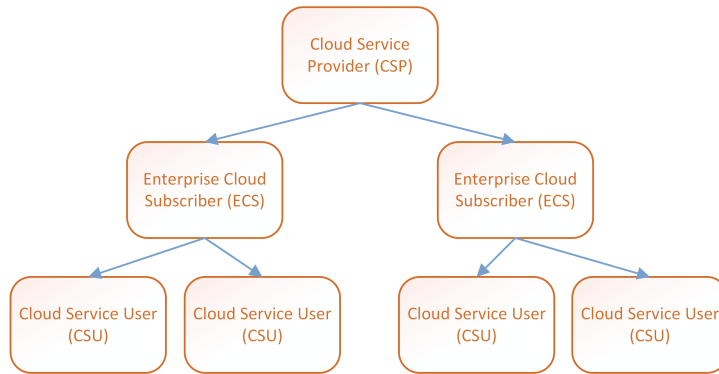 Cloud Service
Provider (CSP)
Enterprise Cloud
Subscriber (ECS)
Enterprise Cloud
Subscriber (ECS)
Cloud Service User
(CSU)
Cloud Service User
(CSU)
Cloud Service User
(CSU)
Cloud Service User
(CSU)